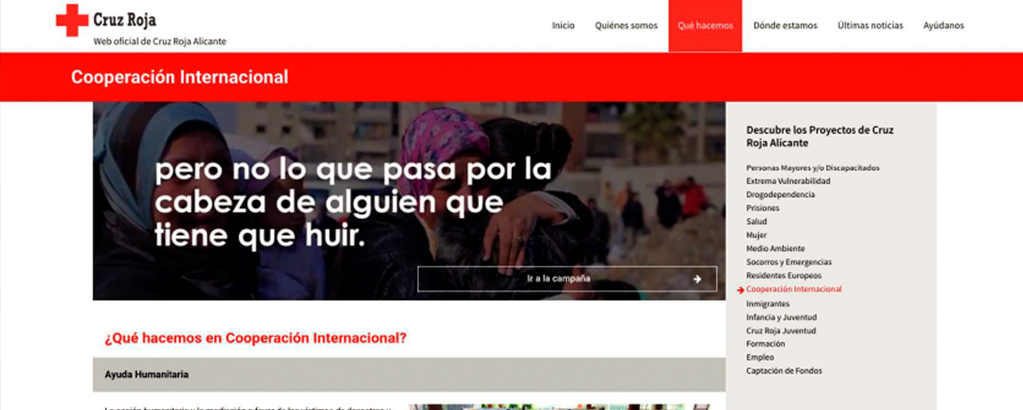 Cruz Roja
Web oficial de Cruz Roja Alicante
Inicio
Quiénes somos
Qué hacemos
Dónde estamos
Últimas noticias
Ayúdanos
Cooperación Internacional
pero no lo que pasa por la
cabeza de alguien que
tiene que huir.
Ir a la campaña
¿Qué hacemos en Cooperación Internacional?
Ayuda Humanitaria
Descubre los Proyectos de Cruz
Roja Alicante
Personas Mayores y/o Discapacitados
Extrema Vulnerabilidad
Drogodependencia
Prisiones
Salud
Mujer
Medio Ambiente
Socorros y Emergencias
Residentes Europeos
Cooperación Internacional
Inmigrantes
Infancia y Juventud
Cruz Roja Juventud
Formación
Empleo
Captación de Fondos